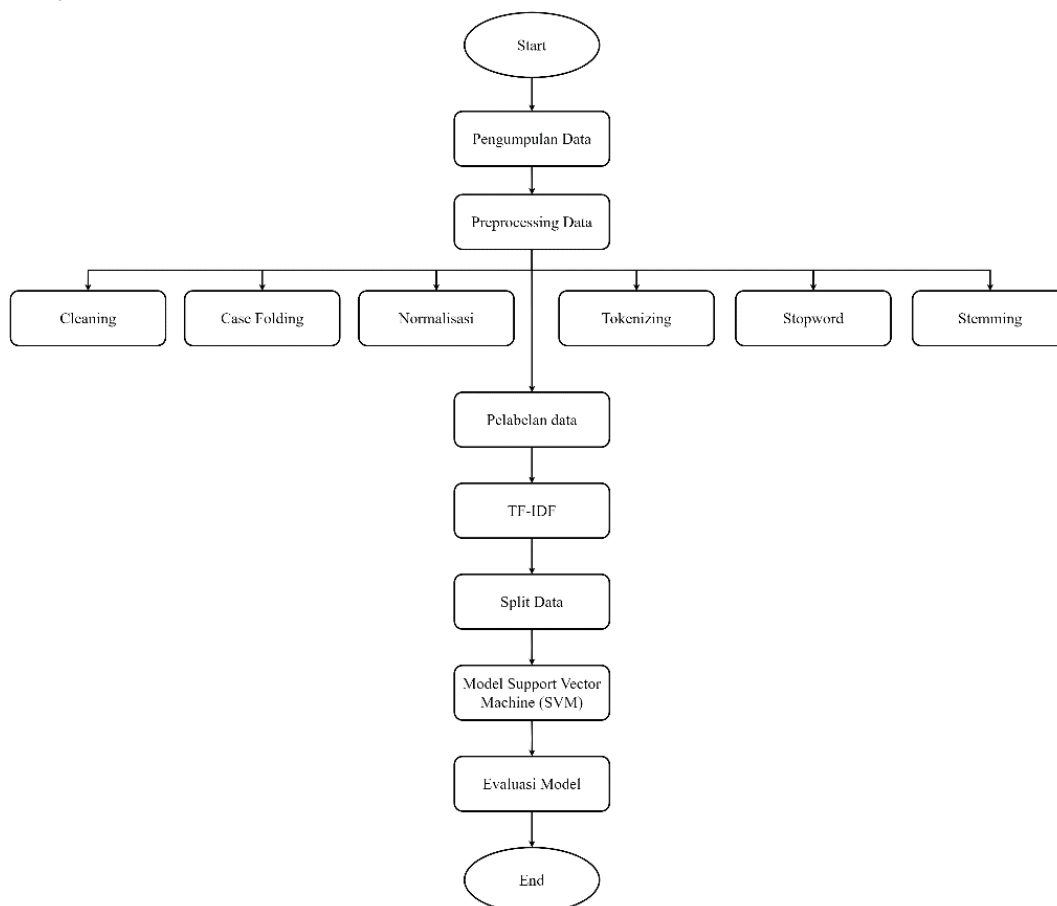 Start
Pengumpulan Data
Preprocessing Data
Cleaning
Case Folding
Normalisasi
Tokenizing
Stopword
Stemming
Pelabelan data
TF-IDF
Split Data
Model Support Vector
Machine (SVM)
Evaluasi Model
End